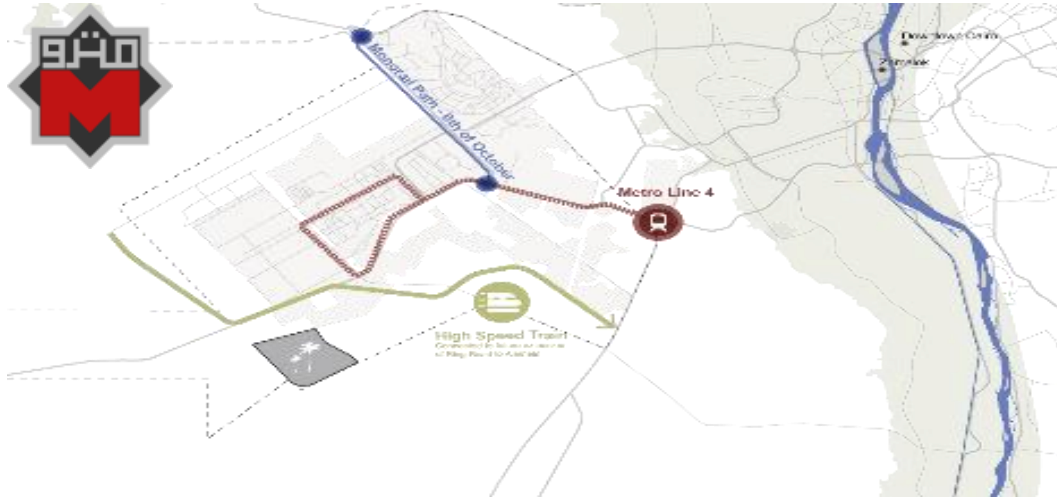 مترو
M
Downtown Cairo
Zamalek
Monorail Path - 6th of October
Metro Line 4
High Speed Train